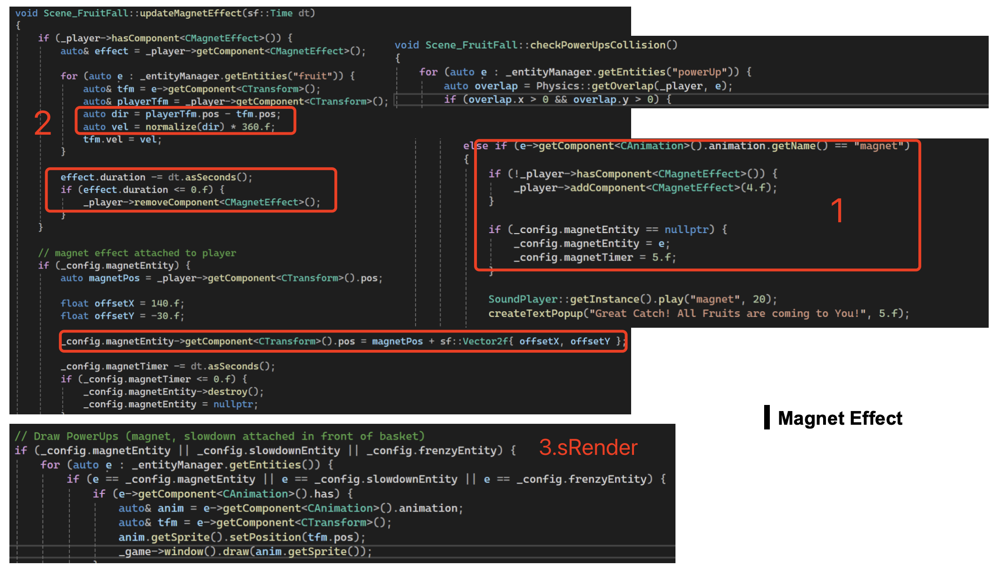 void Scene_FruitFall::updateMagnetEffect(sf::Time dt)
{
if (_player->hasComponent<CMagnetEffect>()) {
auto& effect = _player->getComponent<CMagnetEffect>();
for (auto e : _entityManager.getEntities("fruit")) {
auto& tfm = e->getComponent<CTransform>();
auto& playerTfm = _player->getComponent<CTransform>();
2
auto dir = playerTfm.pos - tfm.pos;
auto vel = normalize(dir) * 360.f;
tfm.vel = vel;
}
effect.duration -= dt.asSeconds();
if (effect.duration <= 0.f) {
_player->removeComponent<CMagnetEffect>();
}
}
// magnet effect attached to player
if (_config.magnetEntity) {
auto magnetPos = _player->getComponent<CTransform>().pos;
float offsetX = 140.f;
float offsetY = -30.f;
_config.magnetEntity->getComponent<CTransform>().pos = magnetPos + sf::Vector2f{ offsetX, offsetY };
_config.magnetTimer -= dt.asSeconds();
if (_config.magnetTimer <= 0.f) {
_config.magnetEntity->destroy();
_config.magnetEntity = nullptr;
}
void Scene_FruitFall::checkPowerUpsCollision()
{
for (auto e : _entityManager.getEntities("powerUp")) {
auto overlap = Physics::getOverlap(_player, e);
if (overlap.x > 0 && overlap.y > 0) {
else if (e->getComponent<CAnimation>().animation.getName() == "magnet")
{
if (!_player->hasComponent<CMagnetEffect>()) {
_player->addComponent<CMagnetEffect>(4.f);
}
1
if (_config.magnetEntity == nullptr) {
_config.magnetEntity = e;
_config.magnetTimer = 5.f;
}
SoundPlayer::getInstance().play("magnet", 20);
createTextPopup("Great Catch! All Fruits are coming to You!", 5.f);
Magnet Effect
// Draw PowerUps (magnet, slowdown attached in front of basket)
3.sRender
if (_config.magnetEntity || _config.slowdownEntity || _config.frenzyEntity) {
for (auto e : _entityManager.getEntities()) {
if (e == _config.magnetEntity || e == _config.slowdownEntity || e == _config.frenzyEntity) {
if (e->getComponent<CAnimation>().has) {
auto& anim = e->getComponent<CAnimation>().animation;
auto& tfm = e->getComponent<CTransform>();
anim.getSprite().setPosition(tfm.pos);
_game->window().draw(anim.getSprite());
}